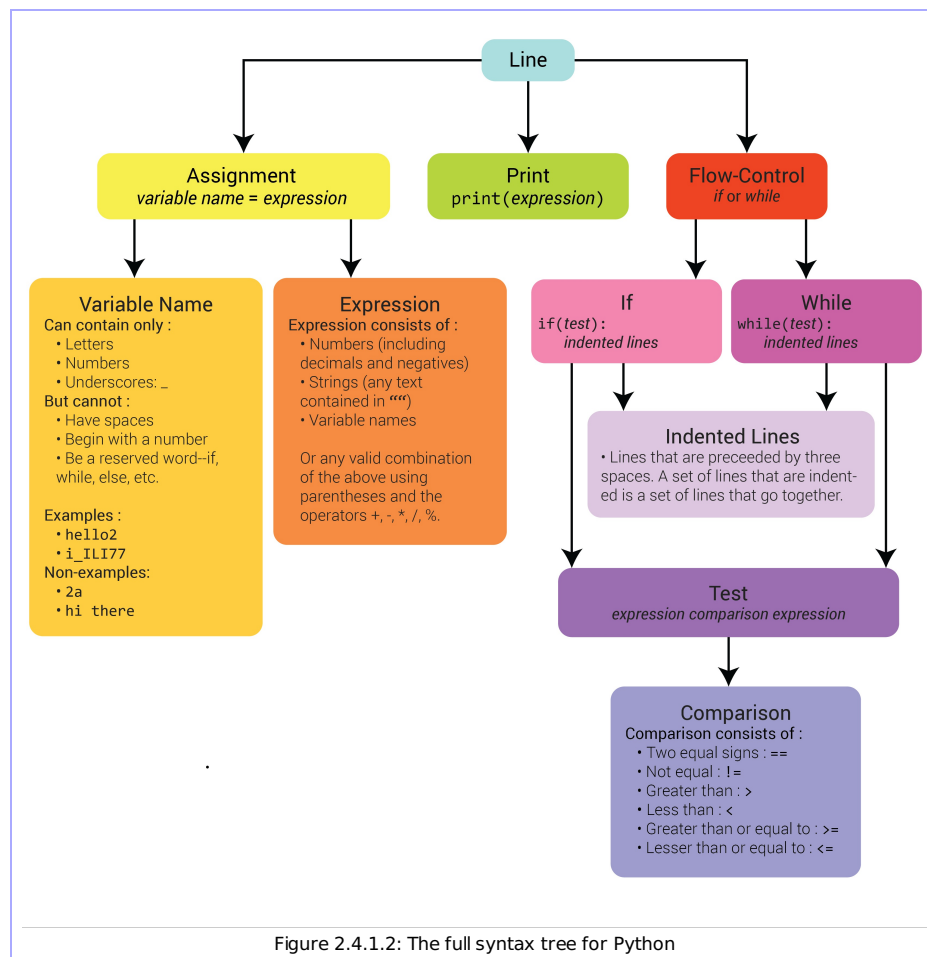 Line
Assignment
variable name = expression
Print
print(expression)
Flow-Control
if or while
Variable Name
Can contain only :
• Letters
• Numbers
• Underscores: _
But cannot :
• Have spaces
• Begin with a number
• Be a reserved word--if,
while, else, etc.
Examples :
• hello2
• i_ILI77
Non-examples:
• 2a
• hi there
Expression
Expression consists of :
• Numbers (including
decimals and negatives)
• Strings (any text
contained in ““)
• Variable names
Or any valid combination
of the above using
parentheses and the
operators +, -, *, /, %.
If
if(test):
indented lines
While
while(test):
indented lines
Indented Lines
• Lines that are preceeded by three
spaces. A set of lines that are indent-
ed is a set of lines that go together.
Test
expression comparison expression
Comparison
Comparison consists of :
• Two equal signs : ==
• Not equal : !=
• Greater than : >
• Less than : <
• Greater than or equal to : >=
• Lesser than or equal to : <=
Figure 2.4.1.2: The full syntax tree for Python